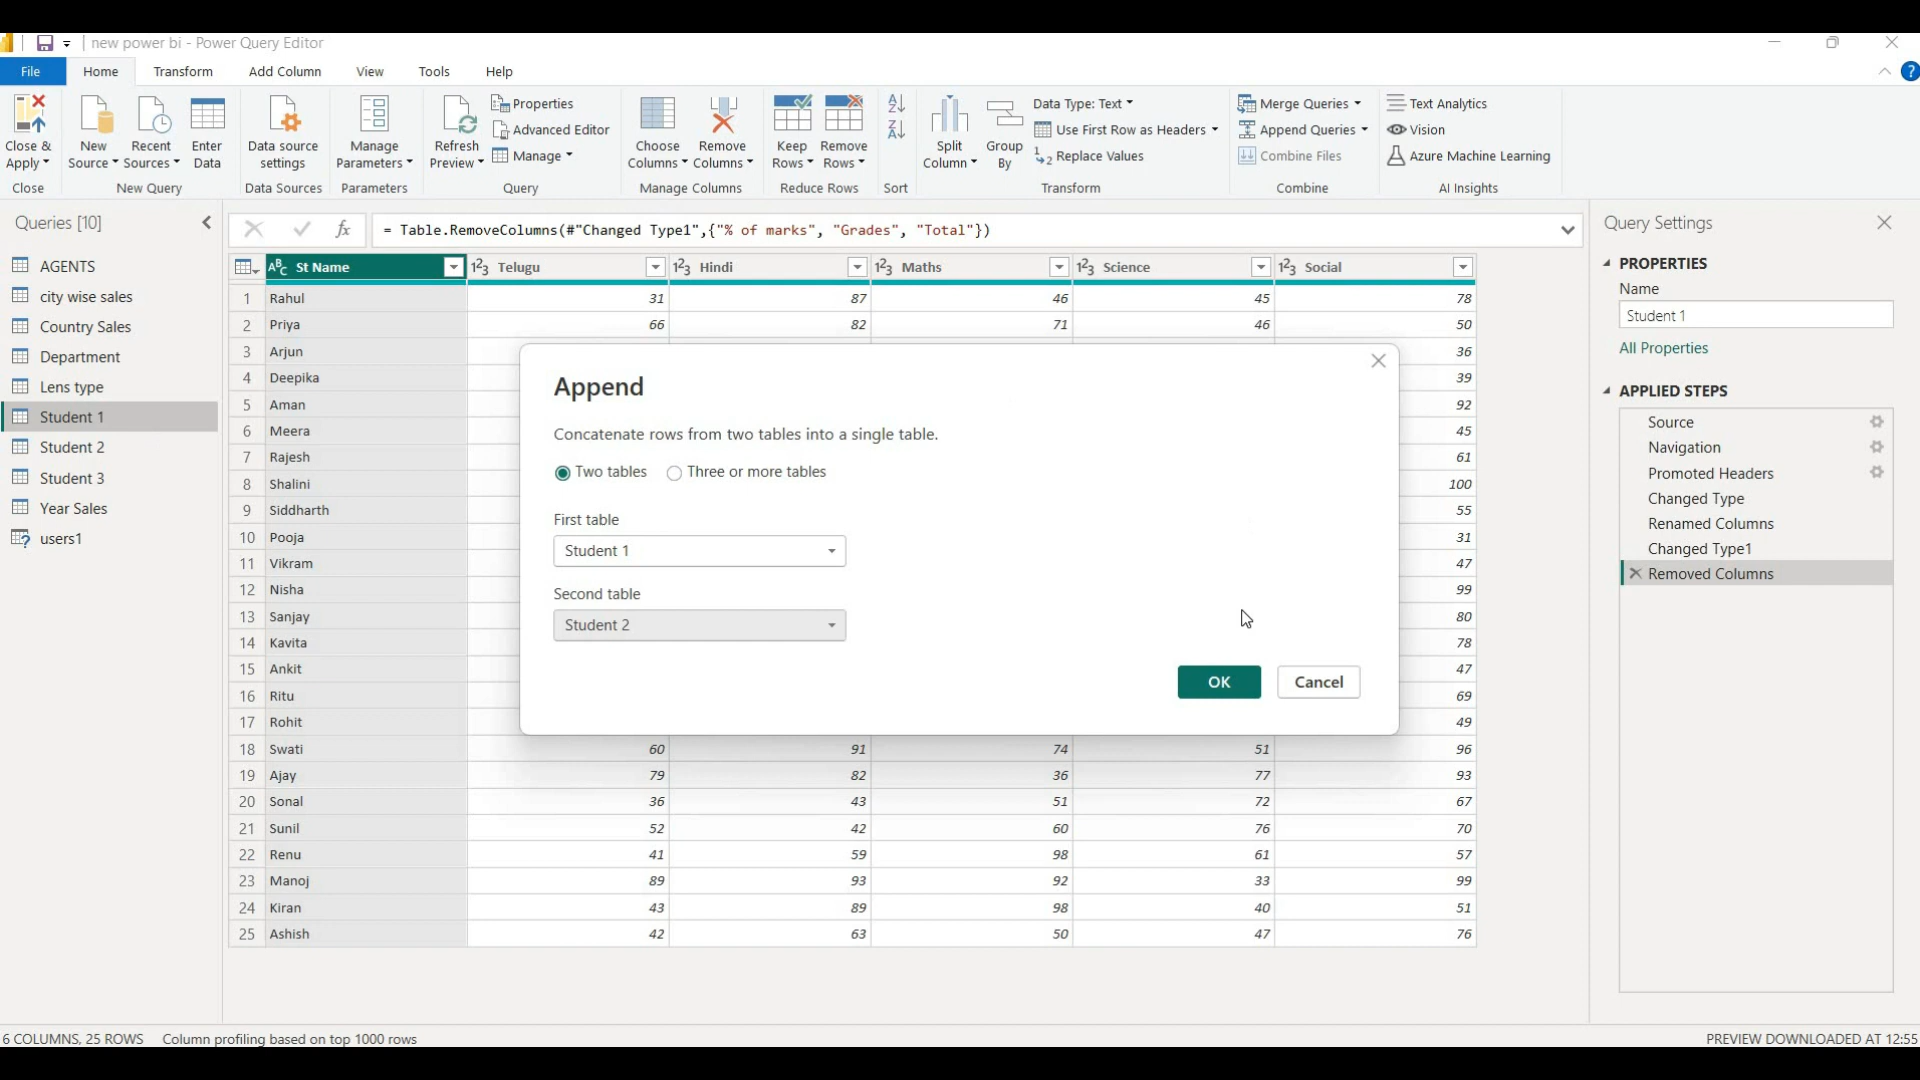 new power bi - Power Query Editor
File Home Transform Add Column View Tools Help
?
Close & Apply
New Source
Recent Sources
Enter Data
Data source settings
Manage Parameters
Refresh Preview
Properties
Advanced Editor
Manage
Choose Columns
Remove Columns
Keep Rows
Remove Rows
Split Column
Group By
Data Type: Text
Use First Row as Headers
Replace Values
Merge Queries
Append Queries
Combine Files
Text Analytics
Vision
Azure Machine Learning
Close New Query Data Sources Parameters Query Manage Columns Reduce Rows Sort Transform Combine AI Insights
Queries [10]
AGENTS
city wise sales
Country Sales
Department
Lens type
Student 1
Student 2
Student 3
Year Sales
users1
fx = Table.RemoveColumns(#"Changed Type1",{"% of marks", "Grades", "Total"})
ABC St Name 123 Telugu 123 Hindi 123 Maths 123 Science 123 Social
1 Rahul 31 87 46 45 78
2 Priya 66 82 71 46 50
3 Arjun 36
4 Deepika 39
5 Aman 92
6 Meera 45
7 Rajesh 61
8 Shalini 100
9 Siddharth 55
10 Pooja 31
11 Vikram 47
12 Nisha 99
13 Sanjay 80
14 Kavita 78
15 Ankit 47
16 Ritu 69
17 Rohit 49
18 Swati 60 91 74 51 96
19 Ajay 79 82 36 77 93
20 Sonal 36 43 51 72 67
21 Sunil 52 42 60 76 70
22 Renu 41 59 98 61 57
23 Manoj 89 93 92 33 99
24 Kiran 43 89 98 40 51
25 Ashish 42 63 50 47 76
Append
Concatenate rows from two tables into a single table.
Two tables Three or more tables
First table
Student 1
Second table
Student 2
OK Cancel
Query Settings
PROPERTIES
Name
Student 1
All Properties
APPLIED STEPS
Source
Navigation
Promoted Headers
Changed Type
Renamed Columns
Changed Type1
Removed Columns
6 COLUMNS, 25 ROWS Column profiling based on top 1000 rows
PREVIEW DOWNLOADED AT 12:55